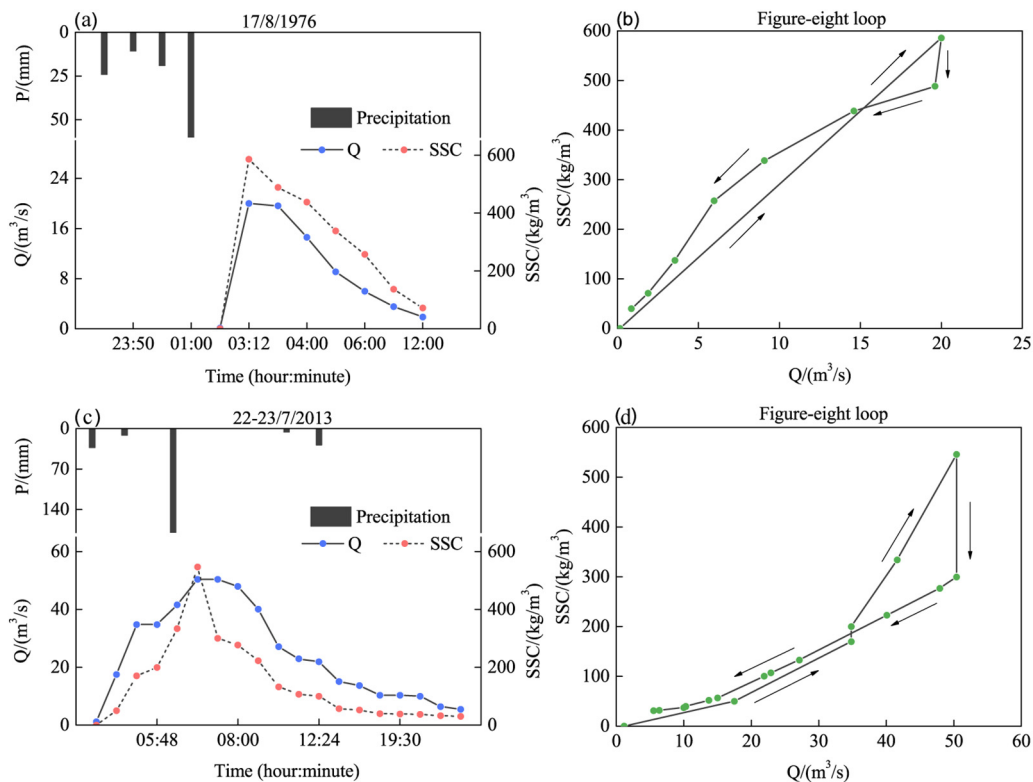 (a)
17/8/1976
P/(mm)
0
25
50
Precipitation
Q
SSC
Q/(m³/s)
24
16
8
0
SSC/(kg/m³)
600
400
200
0
23:50 01:00 03:12 04:00 06:00 12:00
Time (hour:minute)
(b)
Figure-eight loop
SSC/(kg/m³)
600
500
400
300
200
100
0
0 5 10 15 20 25
Q/(m³/s)
(c)
22-23/7/2013
P/(mm)
0
70
140
Precipitation
Q
SSC
Q/(m³/s)
60
40
20
0
SSC/(kg/m³)
600
400
200
0
05:48 08:00 12:24 19:30
Time (hour:minute)
(d)
Figure-eight loop
SSC/(kg/m³)
600
500
400
300
200
100
0
0 10 20 30 40 50 60
Q/(m³/s)